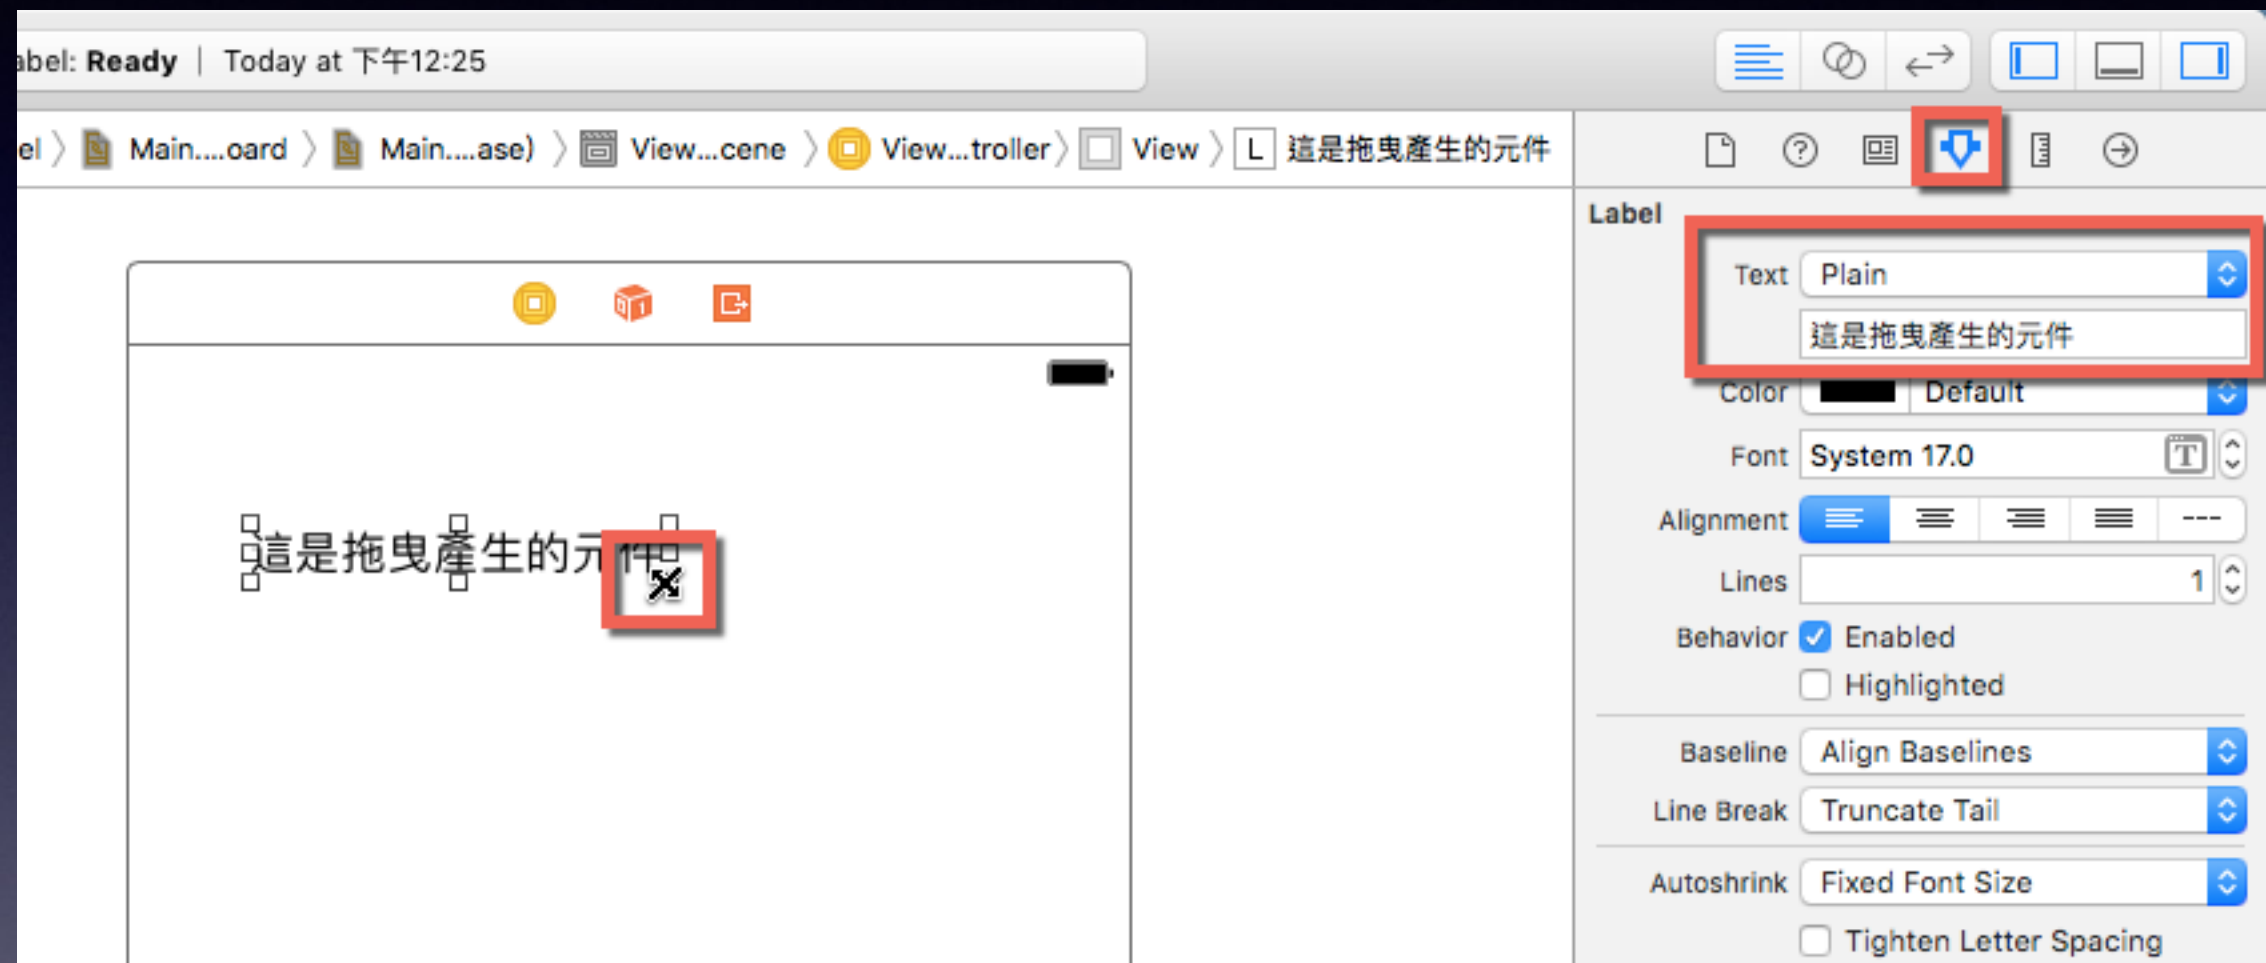 abel: Ready | Today at 下午12:25
el 〉 Main....oard 〉 Main....ase) 〉 View...cene 〉 View...troller 〉 View 〉 L 這是拖曳產生的元件
Label
Text Plain
這是拖曳產生的元件
Color Default
Font System 17.0 T
Alignment
Lines 1
Behavior Enabled
Highlighted
Baseline Align Baselines
Line Break Truncate Tail
Autoshrink Fixed Font Size
Tighten Letter Spacing
這是拖曳產生的元件